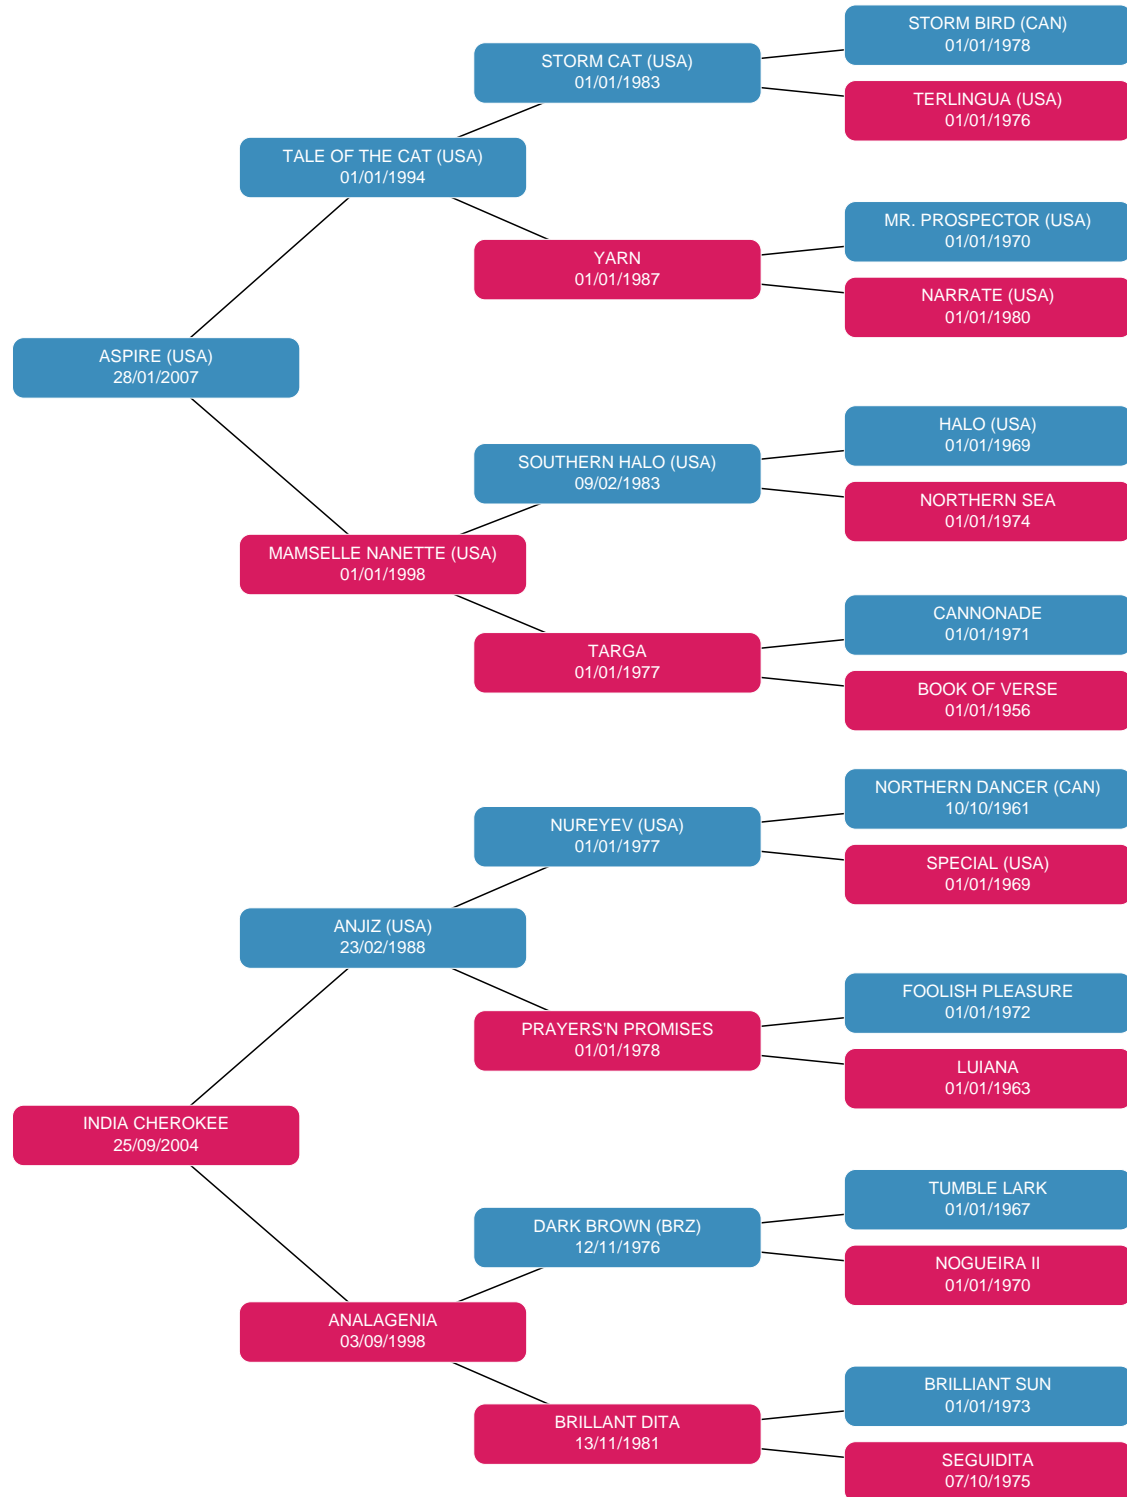 STORM BIRD (CAN)
01/01/1978
STORM CAT (USA)
01/01/1983
TERLINGUA (USA)
01/01/1976
TALE OF THE CAT (USA)
01/01/1994
MR. PROSPECTOR (USA)
01/01/1970
YARN
01/01/1987
NARRATE (USA)
01/01/1980
ASPIRE (USA)
28/01/2007
HALO (USA)
01/01/1969
SOUTHERN HALO (USA)
09/02/1983
NORTHERN SEA
01/01/1974
MAMSELLE NANETTE (USA)
01/01/1998
CANNONADE
01/01/1971
TARGA
01/01/1977
BOOK OF VERSE
01/01/1956
NORTHERN DANCER (CAN)
10/10/1961
NUREYEV (USA)
01/01/1977
SPECIAL (USA)
01/01/1969
ANJIZ (USA)
23/02/1988
FOOLISH PLEASURE
01/01/1972
PRAYERS'N PROMISES
01/01/1978
LUIANA
01/01/1963
INDIA CHEROKEE
25/09/2004
TUMBLE LARK
01/01/1967
DARK BROWN (BRZ)
12/11/1976
NOGUEIRA II
01/01/1970
ANALAGENIA
03/09/1998
BRILLIANT SUN
01/01/1973
BRILLANT DITA
13/11/1981
SEGUIDITA
07/10/1975